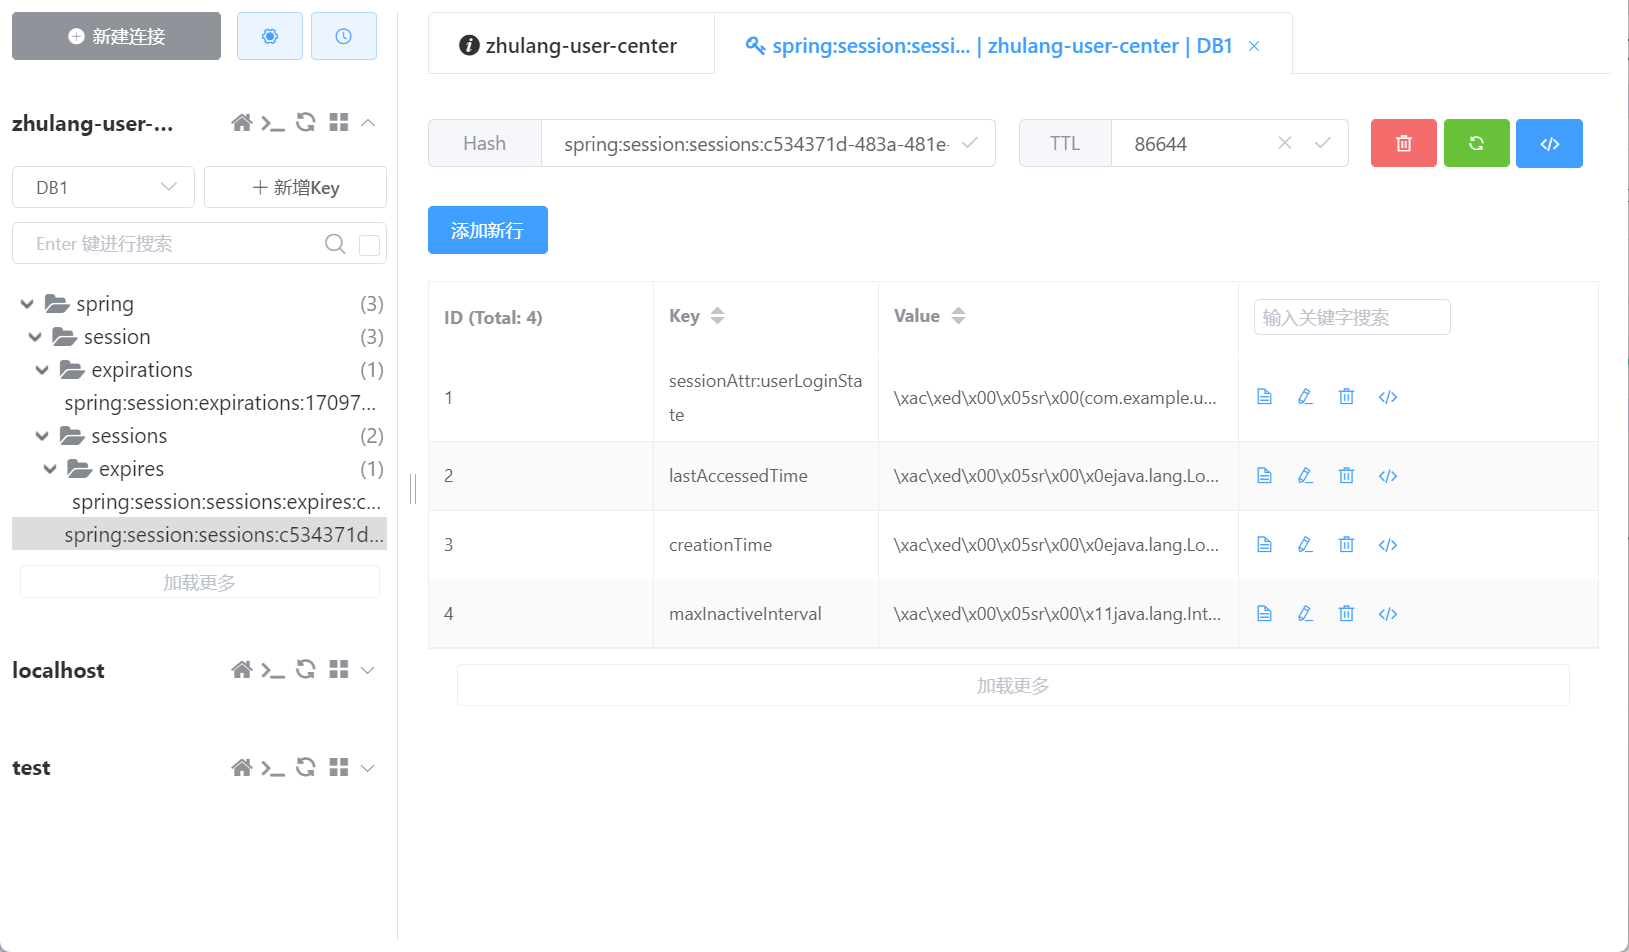 新建连接
zhulang-user-...
DB1
新增Key
Enter 键进行搜索
spring (3)
session (3)
expirations (1)
spring:session:expirations:17097...
sessions (2)
expires (1)
spring:session:sessions:expires:c...
spring:session:sessions:c534371d...
加载更多
localhost
test
zhulang-user-center
spring:session:sessi... | zhulang-user-center | DB1
Hash spring:session:sessions:c534371d-483a-481e-
TTL 86644
添加新行
ID (Total: 4) Key Value 输入关键字搜索
1 sessionAttr:userLoginSta \xac\xed\x00\x05sr\x00(com.example.u...
te
2 lastAccessedTime \xac\xed\x00\x05sr\x00\x0ejava.lang.Lo...
3 creationTime \xac\xed\x00\x05sr\x00\x0ejava.lang.Lo...
4 maxInactiveInterval \xac\xed\x00\x05sr\x00\x11java.lang.Int...
加载更多